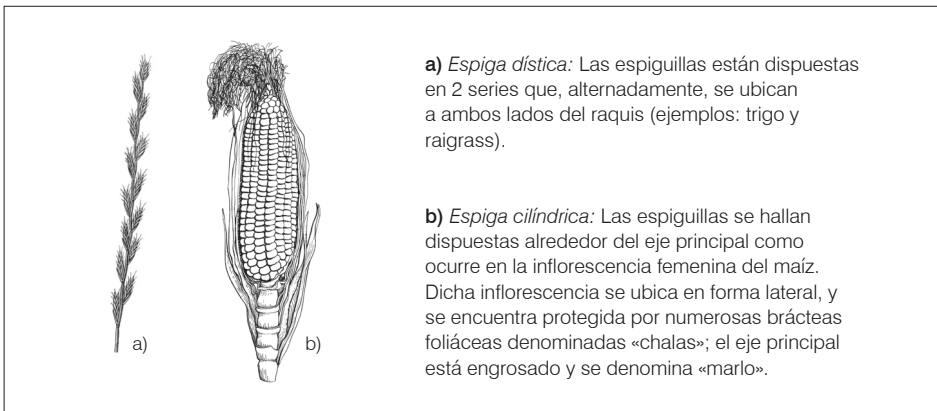 a) Espiga dística: Las espiguillas están dispuestas
en 2 series que, alternadamente, se ubican
a ambos lados del raquis (ejemplos: trigo y
raigrass).
b) Espiga cilíndrica: Las espiguillas se hallan
dispuestas alrededor del eje principal como
ocurre en la inflorescencia femenina del maíz.
Dicha inflorescencia se ubica en forma lateral, y
se encuentra protegida por numerosas brácteas
foliáceas denominadas «chalas»; el eje principal
está engrosado y se denomina «marlo».
a)
b)